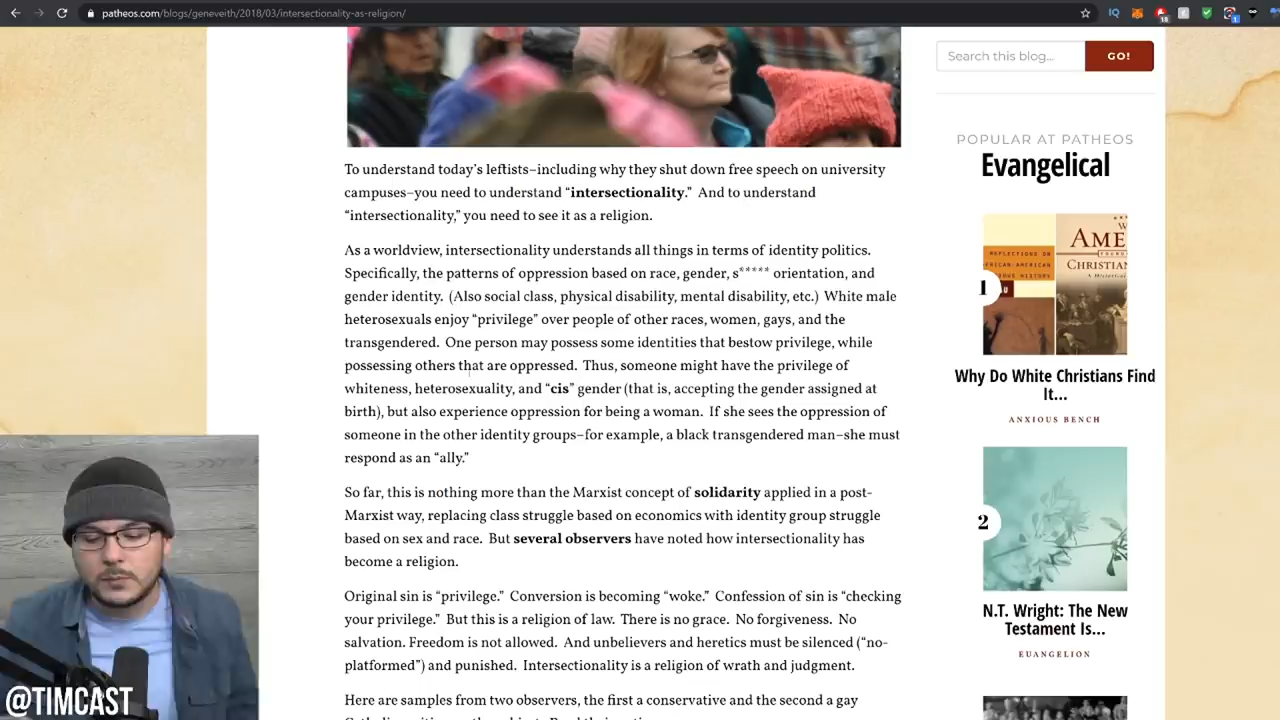 patheos.com/blogs/geneveith/2018/03/intersectionality-as-religion/
Search this blog...
GO!
POPULAR AT PATHEOS
Evangelical
To understand today's leftists–including why they shut down free speech on university
campuses–you need to understand “intersectionality.” And to understand
“intersectionality,” you need to see it as a religion.
As a worldview, intersectionality understands all things in terms of identity politics.
Specifically, the patterns of oppression based on race, gender, s***** orientation, and
gender identity. (Also social class, physical disability, mental disability, etc.) White male
heterosexuals enjoy “privilege” over people of other races, women, gays, and the
transgendered. One person may possess some identities that bestow privilege, while
possessing others that are oppressed. Thus, someone might have the privilege of
whiteness, heterosexuality, and “cis” gender (that is, accepting the gender assigned at
birth), but also experience oppression for being a woman. If she sees the oppression of
someone in the other identity groups–for example, a black transgendered man–she must
respond as an “ally.”
So far, this is nothing more than the Marxist concept of solidarity applied in a post-
Marxist way, replacing class struggle based on economics with identity group struggle
based on sex and race. But several observers have noted how intersectionality has
become a religion.
Original sin is “privilege.” Conversion is becoming “woke.” Confession of sin is “checking
your privilege.” But this is a religion of law. There is no grace. No forgiveness. No
salvation. Freedom is not allowed. And unbelievers and heretics must be silenced (“no-
platformed”) and punished. Intersectionality is a religion of wrath and judgment.
Here are samples from two observers, the first a conservative and the second a gay
1
AME
CHRISTIAN
Why Do White Christians Find
It...
ANXIOUS BENCH
2
N.T. Wright: The New
Testament Is...
EUANGELION
@TIMCAST